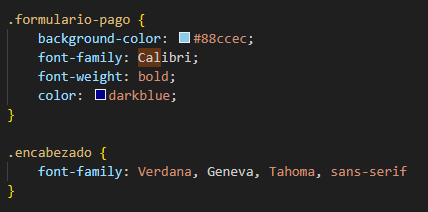 .formulario-pago {
background-color: #88ccec;
font-family: Calibri;
font-weight: bold;
color: darkblue;
}
.encabezado {
font-family: Verdana, Geneva, Tahoma, sans-serif
}